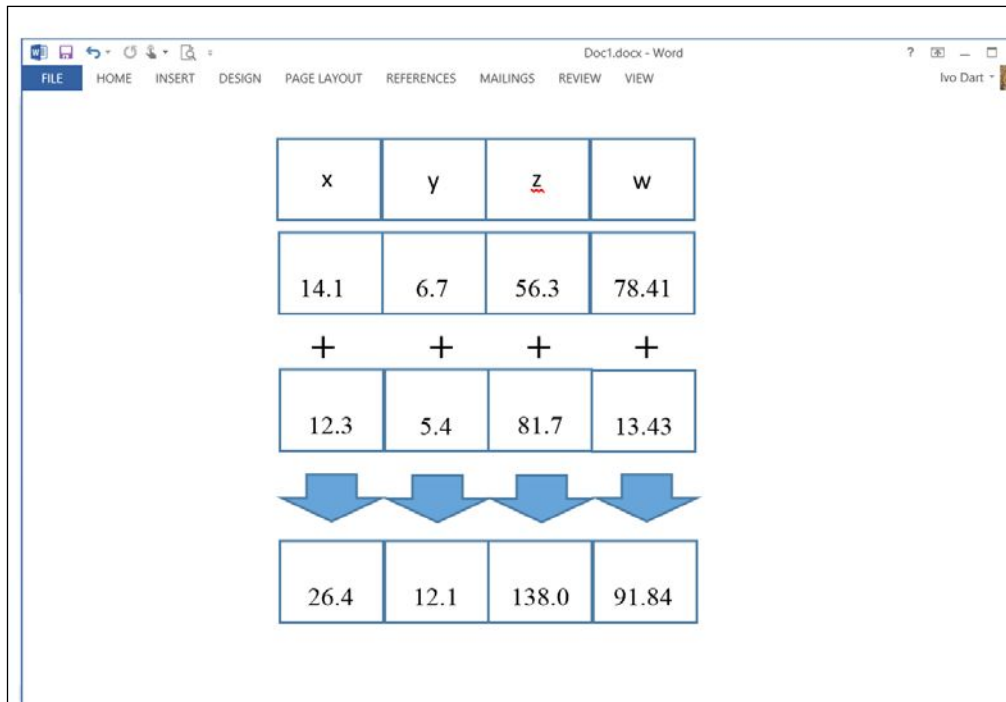 Doc1.docx - Word
?
FILE HOME INSERT DESIGN PAGE LAYOUT REFERENCES MAILINGS REVIEW VIEW Ivo Dart
x y z w
14.1 6.7 56.3 78.41
+ + + +
12.3 5.4 81.7 13.43
26.4 12.1 138.0 91.84